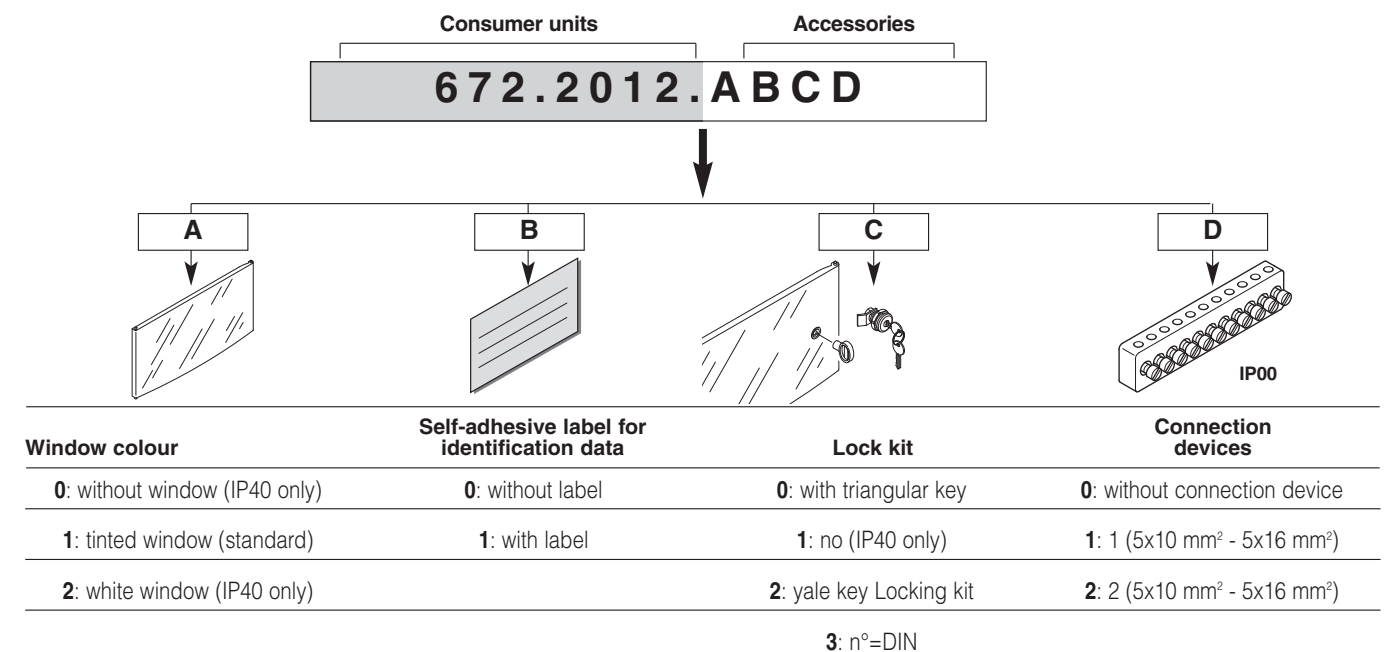 Consumer units Accessories
672.2012.ABCD
A B C D
IP00
Window colour
Self-adhesive label for
identification data
Lock kit
Connection
devices
0: without window (IP40 only) 0: without label 0: with triangular key 0: without connection device
1: tinted window (standard) 1: with label 1: no (IP40 only) 1: 1 (5x10 mm² - 5x16 mm²)
2: white window (IP40 only) 2: yale key Locking kit 2: 2 (5x10 mm² - 5x16 mm²)
3: n°=DIN